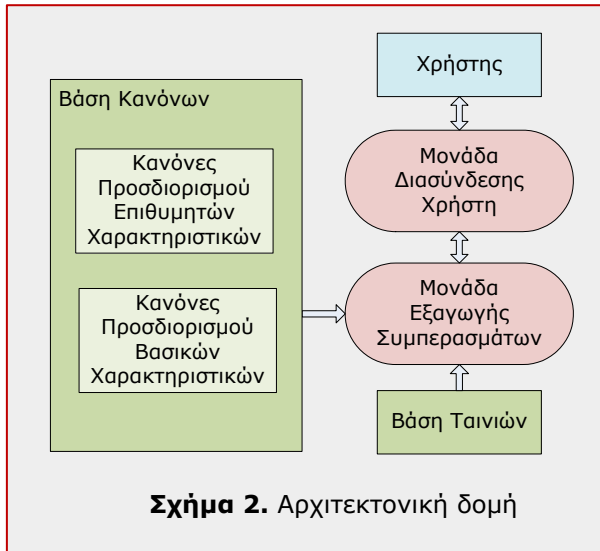 Βάση Κανόνων
Κανόνες
Προσδιορισμού
Επιθυμητών
Χαρακτηριστικών
Κανόνες
Προσδιορισμού
Βασικών
Χαρακτηριστικών
Χρήστης
Μονάδα
Διασύνδεσης
Χρήστη
Μονάδα
Εξαγωγής
Συμπερασμάτων
Βάση Ταινιών
Σχήμα 2. Αρχιτεκτονική δομή